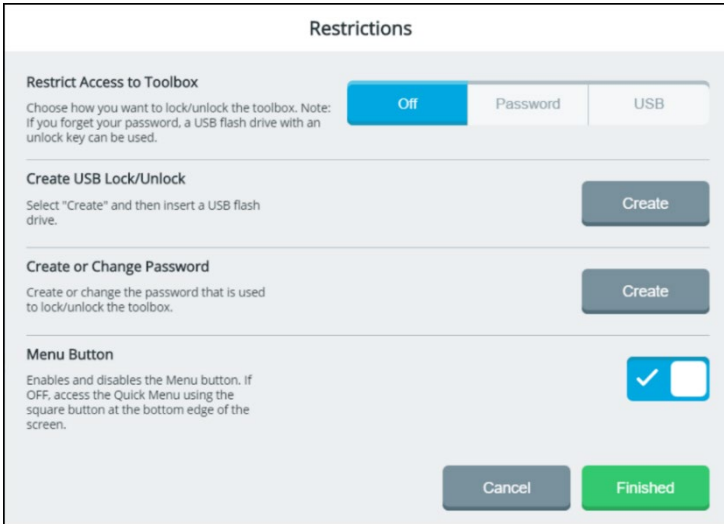 Restrictions
Restrict Access to Toolbox
Choose how you want to lock/unlock the toolbox. Note:
If you forget your password, a USB flash drive with an
unlock key can be used.
Off
Password
USB
Create USB Lock/Unlock
Select "Create" and then insert a USB flash
drive.
Create
Create or Change Password
Create or change the password that is used
to lock/unlock the toolbox.
Create
Menu Button
Enables and disables the Menu button. If
OFF, access the Quick Menu using the
square button at the bottom edge of the
screen.
Cancel
Finished